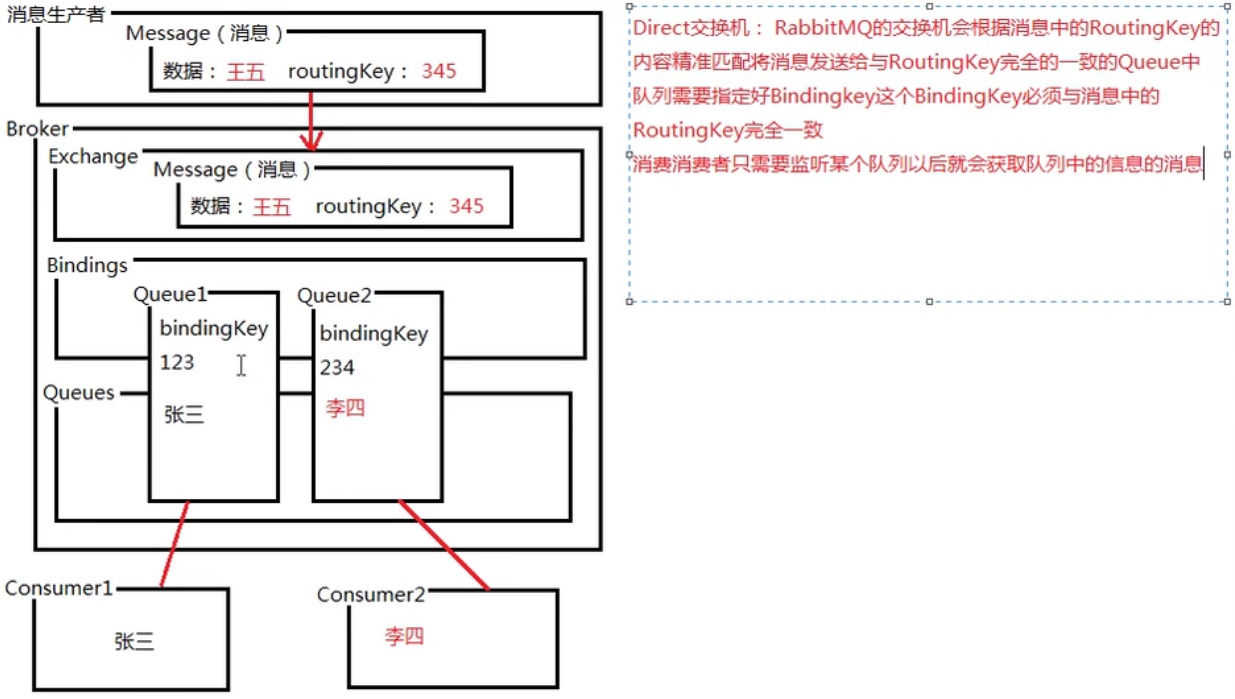 消息生产者
Message（消息）
数据：王五 routingKey：345
Broker
Exchange
Message（消息）
数据：王五 routingKey：345
Bindings
Queue1
bindingKey
123
张三
Queue2
bindingKey
234
李四
Queues
Consumer1
张三
Consumer2
李四
Direct交换机： RabbitMQ的交换机会根据消息中的RoutingKey的
内容精准匹配将消息发送给与RoutingKey完全的一致的Queue中
队列需要指定好Bindingkey这个BindingKey必须与消息中的
RoutingKey完全一致
消费消费者只需要监听某个队列以后就会获取队列中的信息的消息